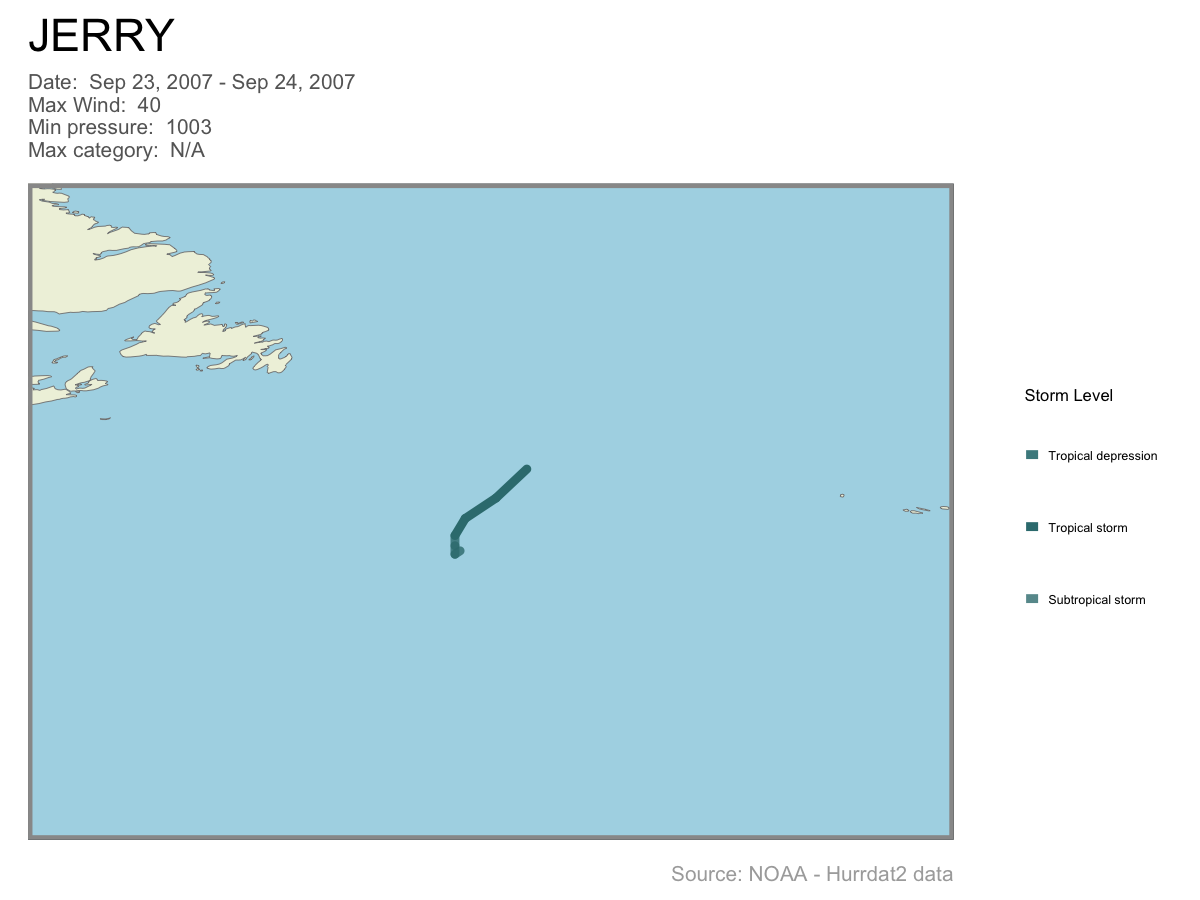 JERRY
Date:  Sep 23, 2007 - Sep 24, 2007
Max Wind:  40
Min pressure:  1003
Max category:  N/A
Storm Level
Tropical depression
Tropical storm
Subtropical storm
Source: NOAA - Hurrdat2 data